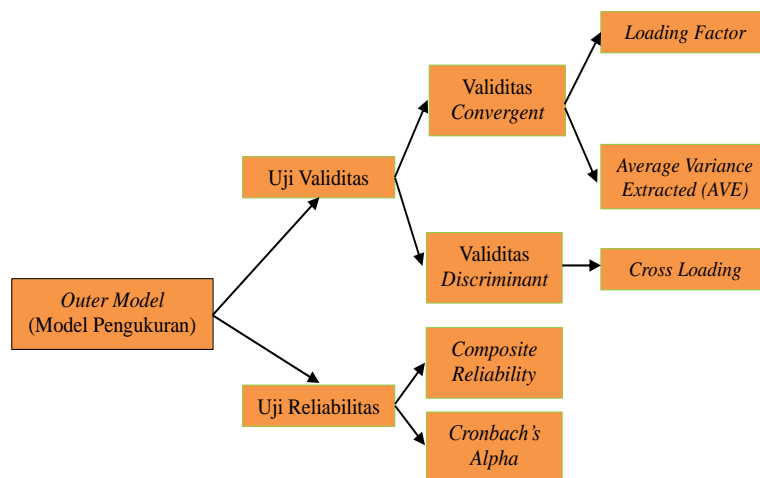 Outer Model
(Model Pengukuran)
Uji Validitas
Validitas
Convergent
Loading Factor
Average Variance
Extracted (AVE)
Validitas
Discriminant
Cross Loading
Uji Reliabilitas
Composite
Reliability
Cronbach’s
Alpha